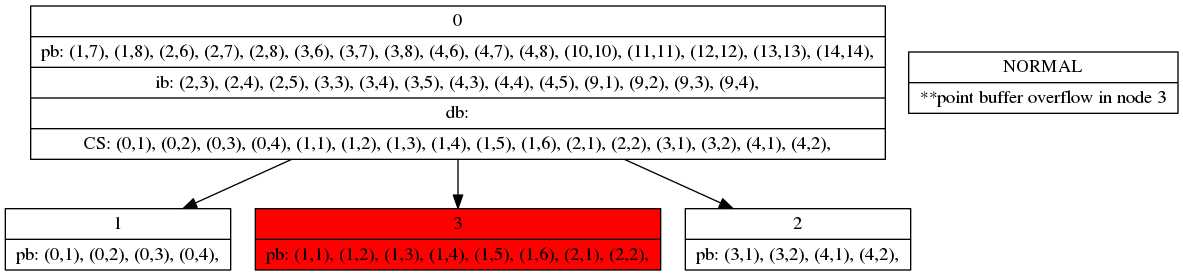 0
pb: (1,7), (1,8), (2,6), (2,7), (2,8), (3,6), (3,7), (3,8), (4,6), (4,7), (4,8), (10,10), (11,11), (12,12), (13,13), (14,14),
ib: (2,3), (2,4), (2,5), (3,3), (3,4), (3,5), (4,3), (4,4), (4,5), (9,1), (9,2), (9,3), (9,4),
db:
CS: (0,1), (0,2), (0,3), (0,4), (1,1), (1,2), (1,3), (1,4), (1,5), (1,6), (2,1), (2,2), (3,1), (3,2), (4,1), (4,2),
NORMAL
**point buffer overflow in node 3
1
pb: (0,1), (0,2), (0,3), (0,4),
3
pb: (1,1), (1,2), (1,3), (1,4), (1,5), (1,6), (2,1), (2,2),
2
pb: (3,1), (3,2), (4,1), (4,2),